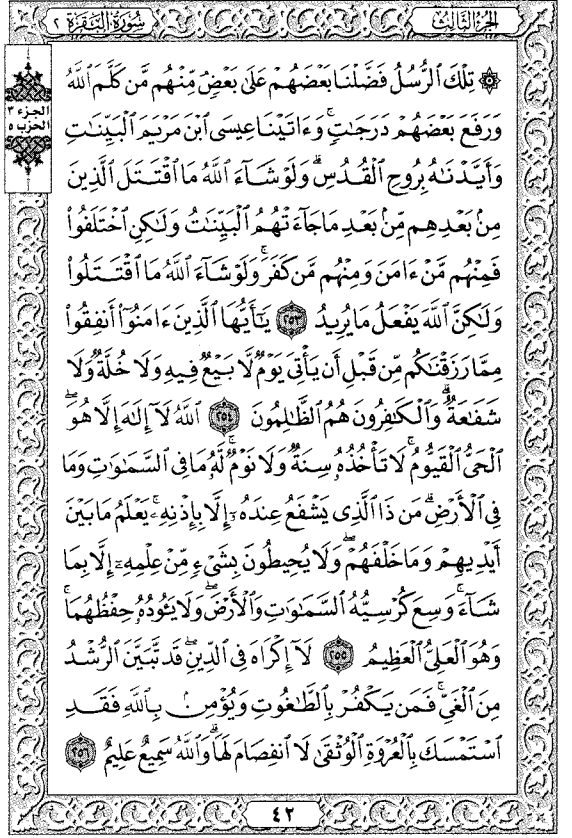 الجزء الثالث
سورة البقرة ٢
الجزء ٣
الحزب ٥
۞ تِلْكَ ٱلرُّسُلُ فَضَّلْنَا بَعْضَهُمْ عَلَىٰ بَعْضٍ مِّنْهُم مَّن كَلَّمَ ٱللَّهُ
وَرَفَعَ بَعْضَهُمْ دَرَجَٰتٍ ۚ وَءَاتَيْنَا عِيسَى ٱبْنَ مَرْيَمَ ٱلْبَيِّنَٰتِ
وَأَيَّدْنَٰهُ بِرُوحِ ٱلْقُدُسِ ۗ وَلَوْ شَآءَ ٱللَّهُ مَا ٱقْتَتَلَ ٱلَّذِينَ
مِنۢ بَعْدِهِم مِّنۢ بَعْدِ مَا جَآءَتْهُمُ ٱلْبَيِّنَٰتُ وَلَٰكِنِ ٱخْتَلَفُوا۟
فَمِنْهُم مَّنْ ءَامَنَ وَمِنْهُم مَّن كَفَرَ ۚ وَلَوْ شَآءَ ٱللَّهُ مَا ٱقْتَتَلُوا۟
وَلَٰكِنَّ ٱللَّهَ يَفْعَلُ مَا يُرِيدُ ٢٥٣ يَٰٓأَيُّهَا ٱلَّذِينَ ءَامَنُوٓا۟ أَنفِقُوا۟
مِمَّا رَزَقْنَٰكُم مِّن قَبْلِ أَن يَأْتِىَ يَوْمٌ لَّا بَيْعٌ فِيهِ وَلَا خُلَّةٌ وَلَا
شَفَٰعَةٌ ۗ وَٱلْكَٰفِرُونَ هُمُ ٱلظَّٰلِمُونَ ٢٥٤ ٱللَّهُ لَآ إِلَٰهَ إِلَّا هُوَ
ٱلْحَىُّ ٱلْقَيُّومُ ۚ لَا تَأْخُذُهُۥ سِنَةٌ وَلَا نَوْمٌ ۚ لَّهُۥ مَا فِى ٱلسَّمَٰوَٰتِ وَمَا
فِى ٱلْأَرْضِ ۗ مَن ذَا ٱلَّذِى يَشْفَعُ عِندَهُۥٓ إِلَّا بِإِذْنِهِۦ ۚ يَعْلَمُ مَا بَيْنَ
أَيْدِيهِمْ وَمَا خَلْفَهُمْ ۖ وَلَا يُحِيطُونَ بِشَىْءٍ مِّنْ عِلْمِهِۦٓ إِلَّا بِمَا
شَآءَ ۚ وَسِعَ كُرْسِيُّهُ ٱلسَّمَٰوَٰتِ وَٱلْأَرْضَ ۖ وَلَا يَـُٔودُهُۥ حِفْظُهُمَا ۚ
وَهُوَ ٱلْعَلِىُّ ٱلْعَظِيمُ ٢٥٥ لَآ إِكْرَاهَ فِى ٱلدِّينِ ۖ قَد تَّبَيَّنَ ٱلرُّشْدُ
مِنَ ٱلْغَىِّ ۚ فَمَن يَكْفُرْ بِٱلطَّٰغُوتِ وَيُؤْمِنۢ بِٱللَّهِ فَقَدِ
ٱسْتَمْسَكَ بِٱلْعُرْوَةِ ٱلْوُثْقَىٰ لَا ٱنفِصَامَ لَهَا ۗ وَٱللَّهُ سَمِيعٌ عَلِيمٌ ٢٥٦
٤٢